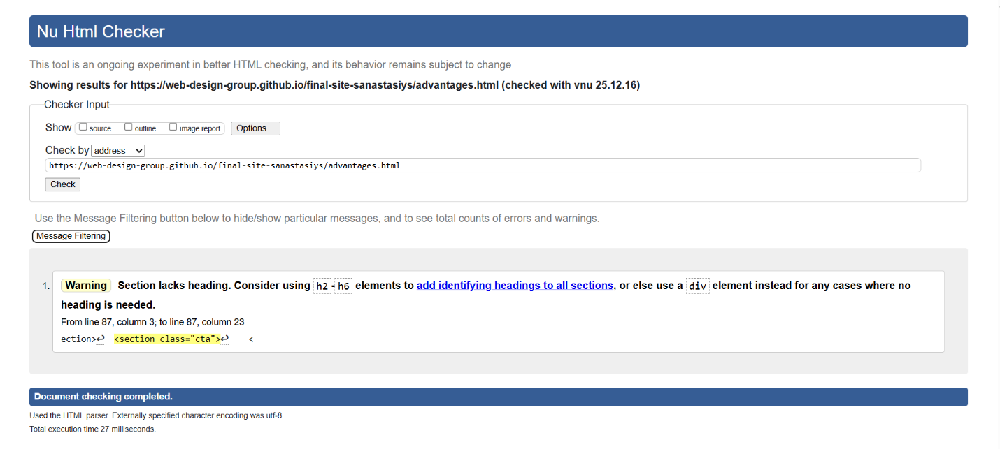 Nu Html Checker
This tool is an ongoing experiment in better HTML checking, and its behavior remains subject to change
Showing results for https://web-design-group.github.io/final-site-sanastasiys/advantages.html (checked with vnu 25.12.16)
Checker Input
Show source outline image report Options...
Check by address
https://web-design-group.github.io/final-site-sanastasiys/advantages.html
Check
Use the Message Filtering button below to hide/show particular messages, and to see total counts of errors and warnings.
Message Filtering
1. Warning Section lacks heading. Consider using h2-h6 elements to add identifying headings to all sections, or else use a div element instead for any cases where no
heading is needed.
From line 87, column 3; to line 87, column 23
ection>↩ <section class="cta">↩ <
Document checking completed.
Used the HTML parser. Externally specified character encoding was utf-8.
Total execution time 27 milliseconds.